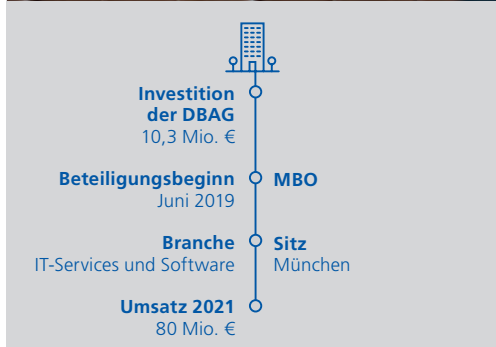 Investition
der DBAG
10,3 Mio. €
Beteiligungsbeginn
Juni 2019
MBO
Branche
IT-Services und Software
Sitz
München
Umsatz 2021
80 Mio. €